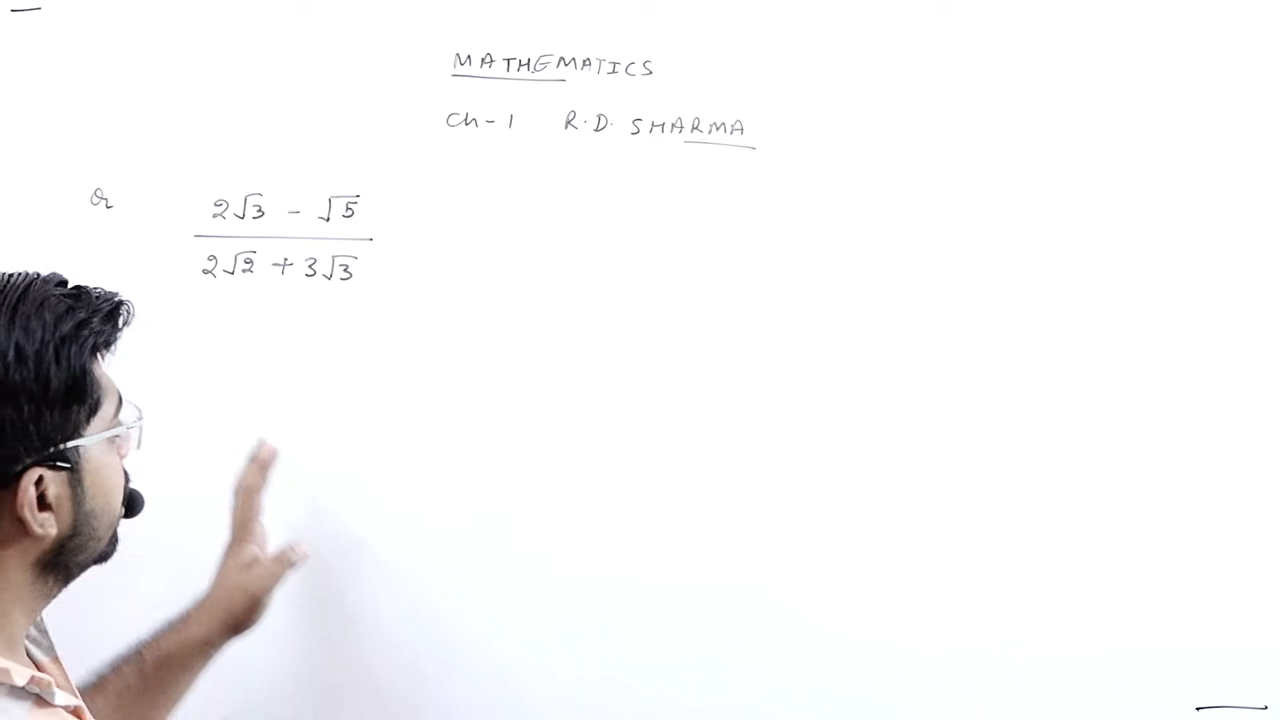 MATHEMATICS
Ch-1 R.D. SHARMA
Q 2√3 - √5
2√2 + 3√3